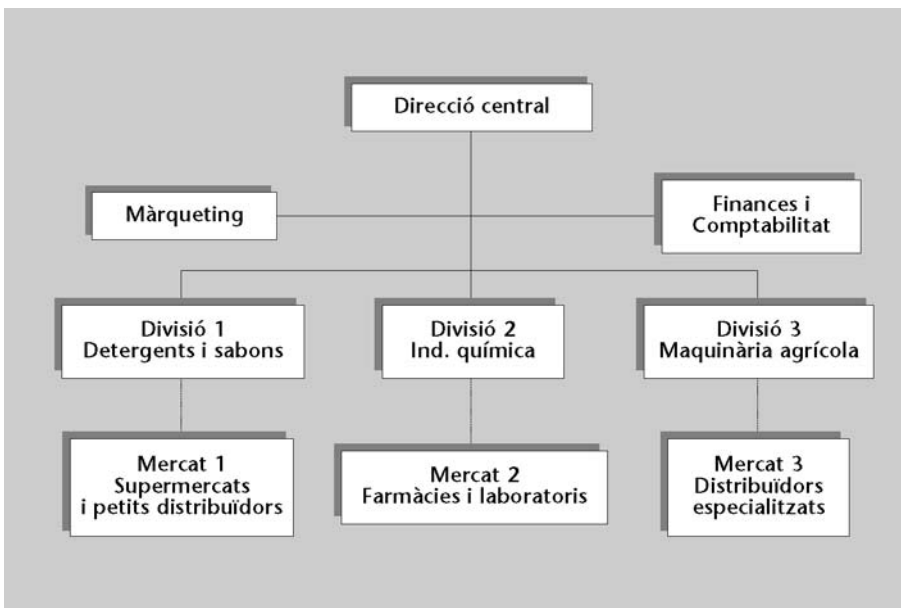 Direcció central
Màrqueting
Finances i
Comptabilitat
Divisió 1
Detergents i sabons
Divisió 2
Ind. química
Divisió 3
Maquinària agrícola
Mercat 1
Supermercats
i petits distribuïdors
Mercat 2
Farmàcies i laboratoris
Mercat 3
Distribuïdors
especialitzats